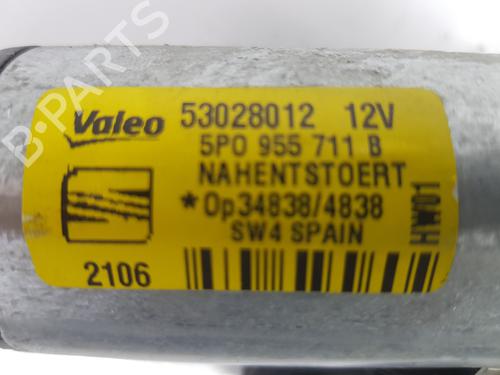 Valeo 53028012 12V
5P0 955 711 B
NAHENTSTOERT
*Op34838/4838
SW4 SPAIN
HW01
2106
B-PARTS